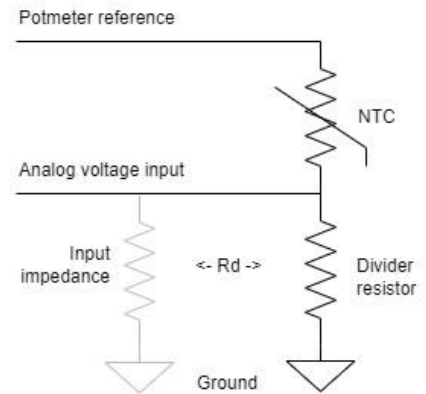 Potmeter reference
NTC
Analog voltage input
Input
impedance
<- Rd ->
Divider
resistor
Ground